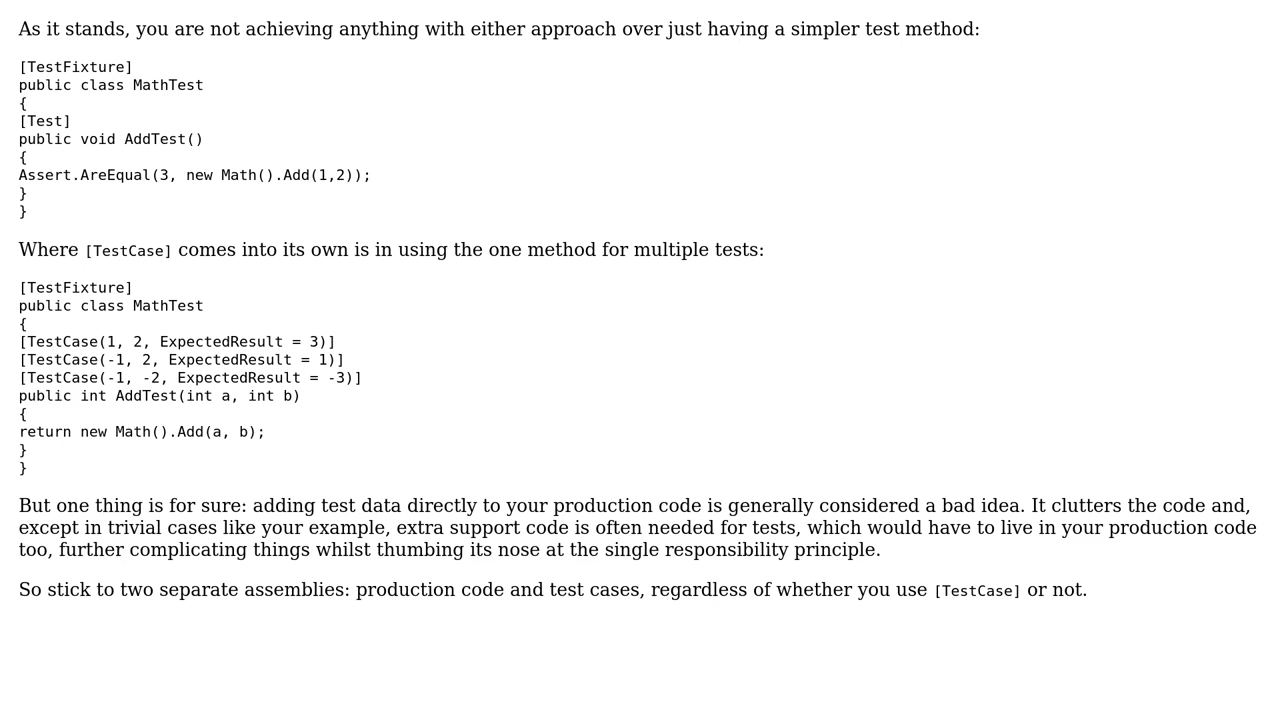 As it stands, you are not achieving anything with either approach over just having a simpler test method:
[TestFixture]
public class MathTest
{
[Test]
public void AddTest()
{
Assert.AreEqual(3, new Math().Add(1,2));
}
}
Where [TestCase] comes into its own is in using the one method for multiple tests:
[TestFixture]
public class MathTest
{
[TestCase(1, 2, ExpectedResult = 3)]
[TestCase(-1, 2, ExpectedResult = 1)]
[TestCase(-1, -2, ExpectedResult = -3)]
public int AddTest(int a, int b)
{
return new Math().Add(a, b);
}
}
But one thing is for sure: adding test data directly to your production code is generally considered a bad idea. It clutters the code and,
except in trivial cases like your example, extra support code is often needed for tests, which would have to live in your production code
too, further complicating things whilst thumbing its nose at the single responsibility principle.
So stick to two separate assemblies: production code and test cases, regardless of whether you use [TestCase] or not.